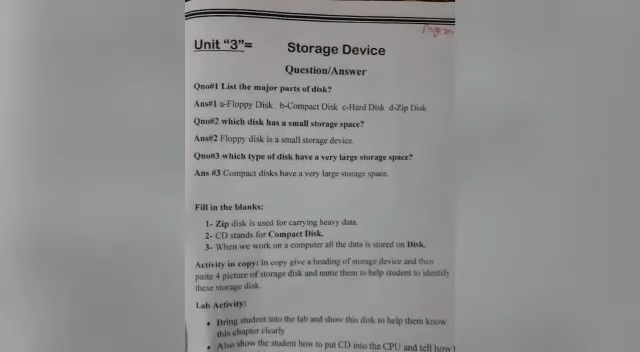 Unit “3”= Storage Device
Question/Answer
Qno#1 List the major parts of disk?
Ans#1 a-Floppy Disk b-Compact Disk c-Hard Disk d-Zip Disk
Qno#2 which disk has a small storage space?
Ans#2 Floppy disk is a small storage device.
Qno#3 which type of disk have a very large storage space?
Ans #3 Compact disks have a very large storage space.
Fill in the blanks:
1- Zip disk is used for carrying heavy data.
2- CD stands for Compact Disk.
3- When we work on a computer all the data is stored on Disk.
Activity in copy: in copy give a heading of storage device and then
paste 4 picture of storage disk and name them to help student to identify
these storage disk.
Lab Activity:
• Bring student into the lab and show this disk to help them know
this chapter clearly
• Also show the student how to put CD into the CPU and tell how